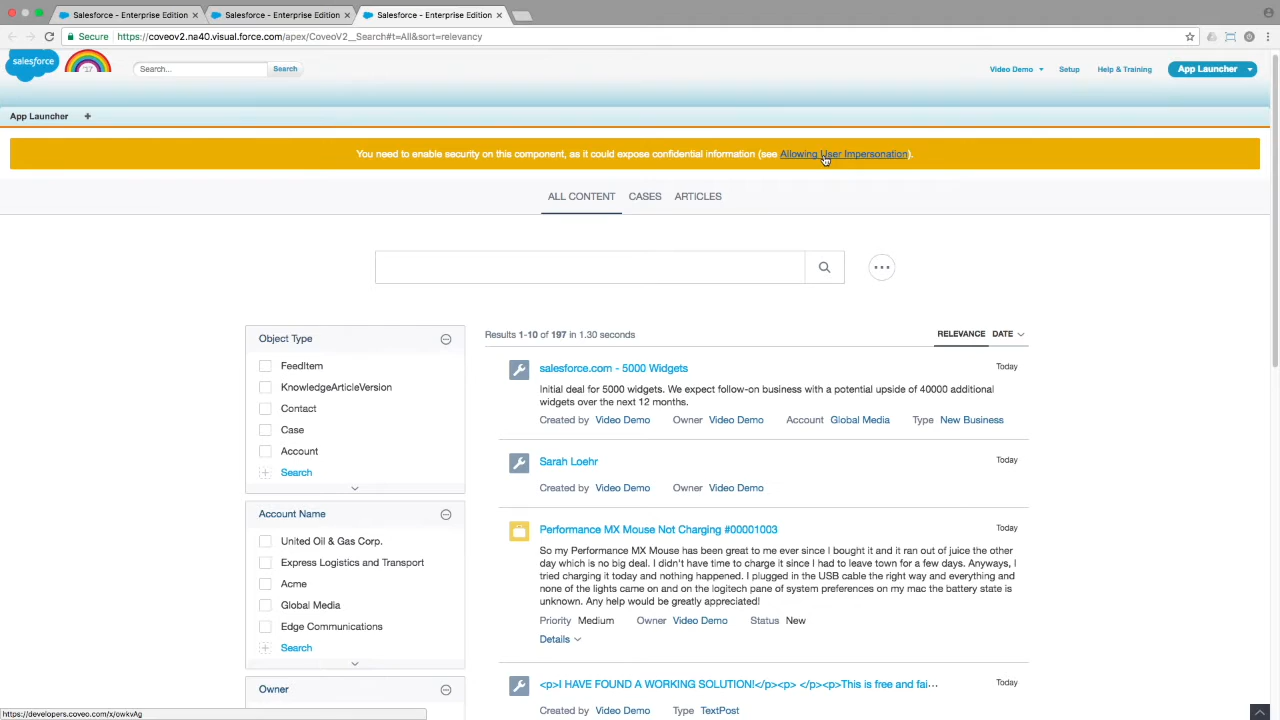 Salesforce - Enterprise Edition
Salesforce - Enterprise Edition
Salesforce - Enterprise Edition
Secure https://coveov2.na40.visual.force.com/apex/CoveoV2__Search#t=All&sort=relevancy
salesforce
'17
Search...
Search
Video Demo
Setup
Help & Training
App Launcher
App Launcher +
You need to enable security on this component, as it could expose confidential information (see Allowing User Impersonation).
ALL CONTENT CASES ARTICLES
Object Type
FeedItem
KnowledgeArticleVersion
Contact
Case
Account
Search
Account Name
United Oil & Gas Corp.
Express Logistics and Transport
Acme
Global Media
Edge Communications
Search
Owner
Results 1-10 of 197 in 1.30 seconds
RELEVANCE DATE
salesforce.com - 5000 Widgets Today
Initial deal for 5000 widgets. We expect follow-on business with a potential upside of 40000 additional
widgets over the next 12 months.
Created by Video Demo Owner Video Demo Account Global Media Type New Business
Sarah Loehr Today
Created by Video Demo Owner Video Demo
Performance MX Mouse Not Charging #00001003 Today
So my Performance MX Mouse has been great to me ever since I bought it and it ran out of juice the other
day which is no big deal. I didn't have time to charge it since I had to leave town for a few days. Anyways, I
tried charging it today and nothing happened. I plugged in the USB cable the right way and everything and
none of the lights came on and on the logitech pane of system preferences on my mac the battery state is
unknown. Any help would be greatly appreciated!
Priority Medium Owner Video Demo Status New
Details
<p>I HAVE FOUND A WORKING SOLUTION!</p><p> </p><p>This is free and fai... Today
Created by Video Demo Type TextPost
https://developers.coveo.com/x/owkvAg